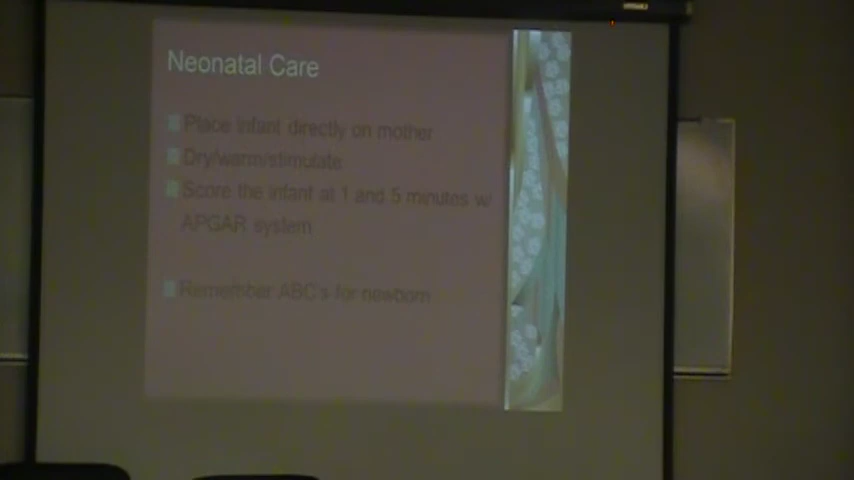 Neonatal Care
Place infant directly on mother
Dry/warm/stimulate
Score the infant at 1 and 5 minutes w/
APGAR system
Remember ABC's for newborn